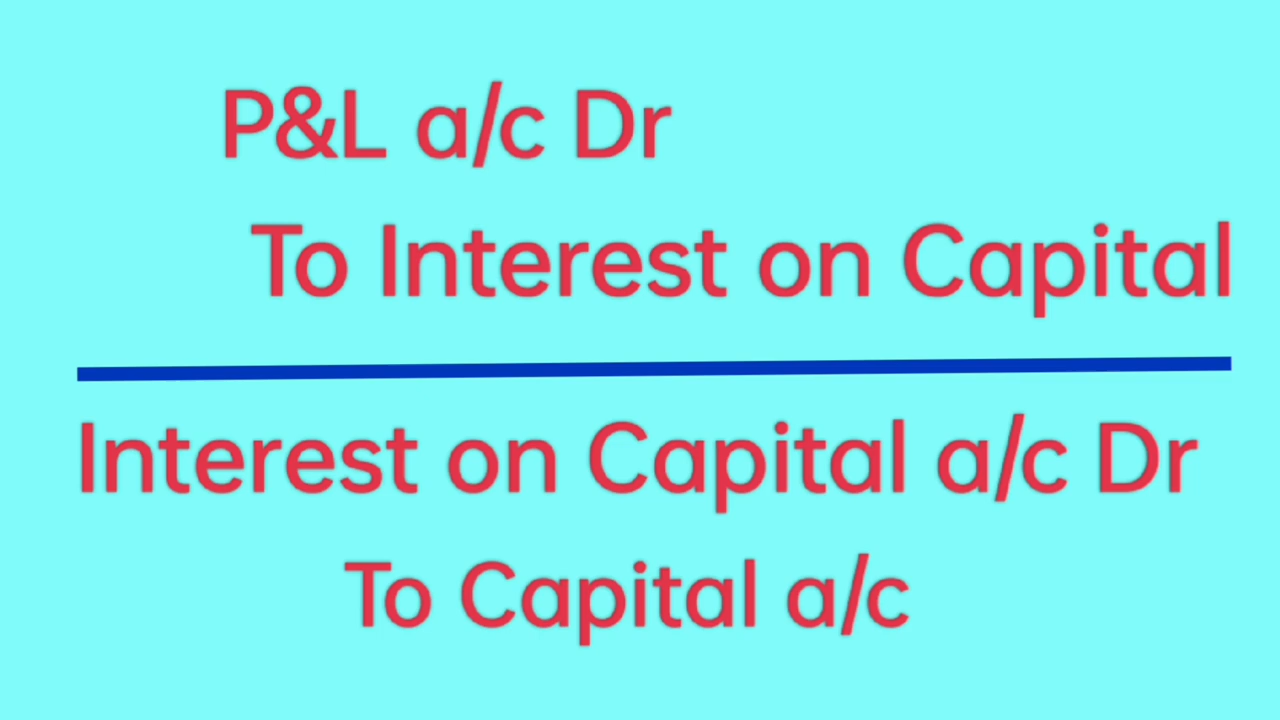 P&L a/c Dr
To Interest on Capital
Interest on Capital a/c Dr
To Capital a/c